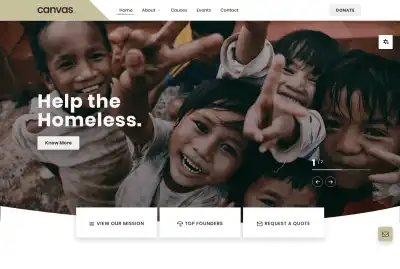 canvas
Home About Causes Events Contact
DONATE
Help the
Homeless.
Know More
1 / 2
VIEW OUR MISSION
TOP FOUNDERS
REQUEST A QUOTE